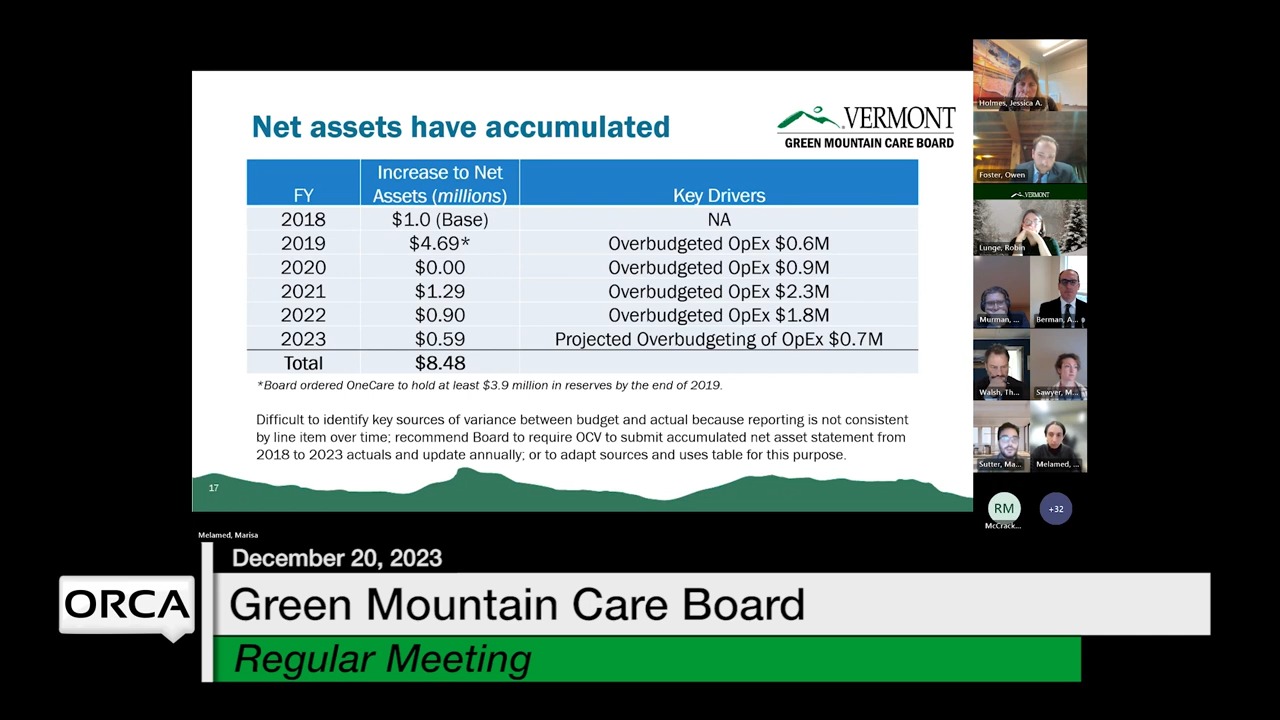 Net assets have accumulated
VERMONT
GREEN MOUNTAIN CARE BOARD
FY
Increase to Net
Assets (millions)
Key Drivers
2018 $1.0 (Base) NA
2019 $4.69* Overbudgeted OpEx $0.6M
2020 $0.00 Overbudgeted OpEx $0.9M
2021 $1.29 Overbudgeted OpEx $2.3M
2022 $0.90 Overbudgeted OpEx $1.8M
2023 $0.59 Projected Overbudgeting of OpEx $0.7M
Total $8.48
*Board ordered OneCare to hold at least $3.9 million in reserves by the end of 2019.
Difficult to identify key sources of variance between budget and actual because reporting is not consistent
by line item over time; recommend Board to require OCV to submit accumulated net asset statement from
2018 to 2023 actuals and update annually; or to adapt sources and uses table for this purpose.
17
Holmes, Jessica A.
Foster, Owen
VERMONT
Lunge, Robin
Murman, ...
Berman, A...
Walsh, Th...
Sawyer, M...
Sutter, Ma...
Melamed, ...
RM
McCrack...
+32
Melamed, Marisa
December 20, 2023
ORCA
Green Mountain Care Board
Regular Meeting